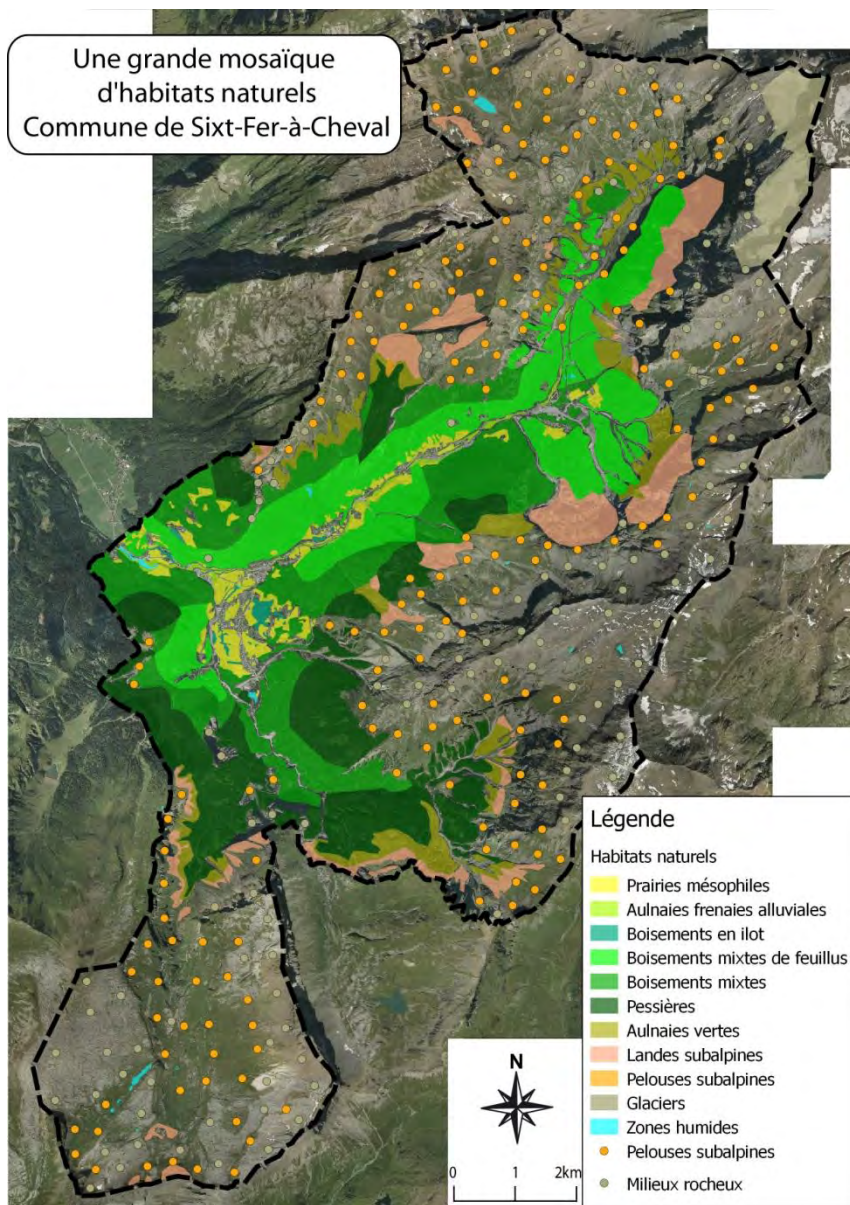 Une grande mosaïque
d'habitats naturels
Commune de Sixt-Fer-à-Cheval
Légende
Habitats naturels
Prairies mésophiles
Aulnaies frenaies alluviales
Boisements en ilot
Boisements mixtes de feuillus
Boisements mixtes
Pessières
Aulnaies vertes
Landes subalpines
Pelouses subalpines
Glaciers
Zones humides
Pelouses subalpines
Milieux rocheux
N
0 1 2km